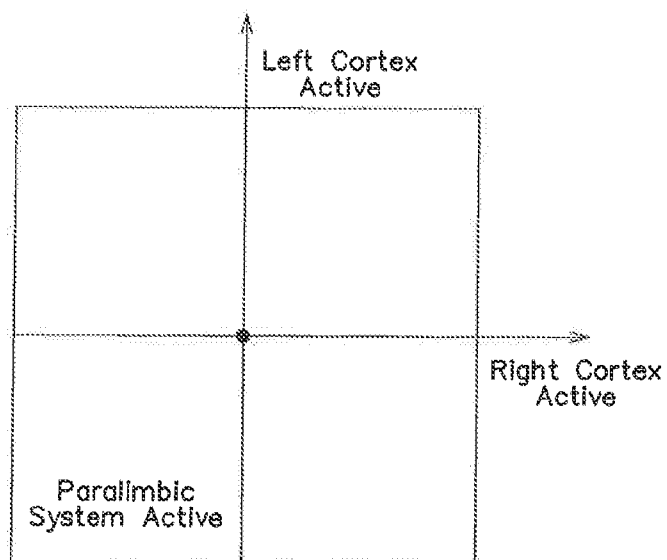 Left Cortex
Active
Right Cortex
Active
Paralimbic
System Active